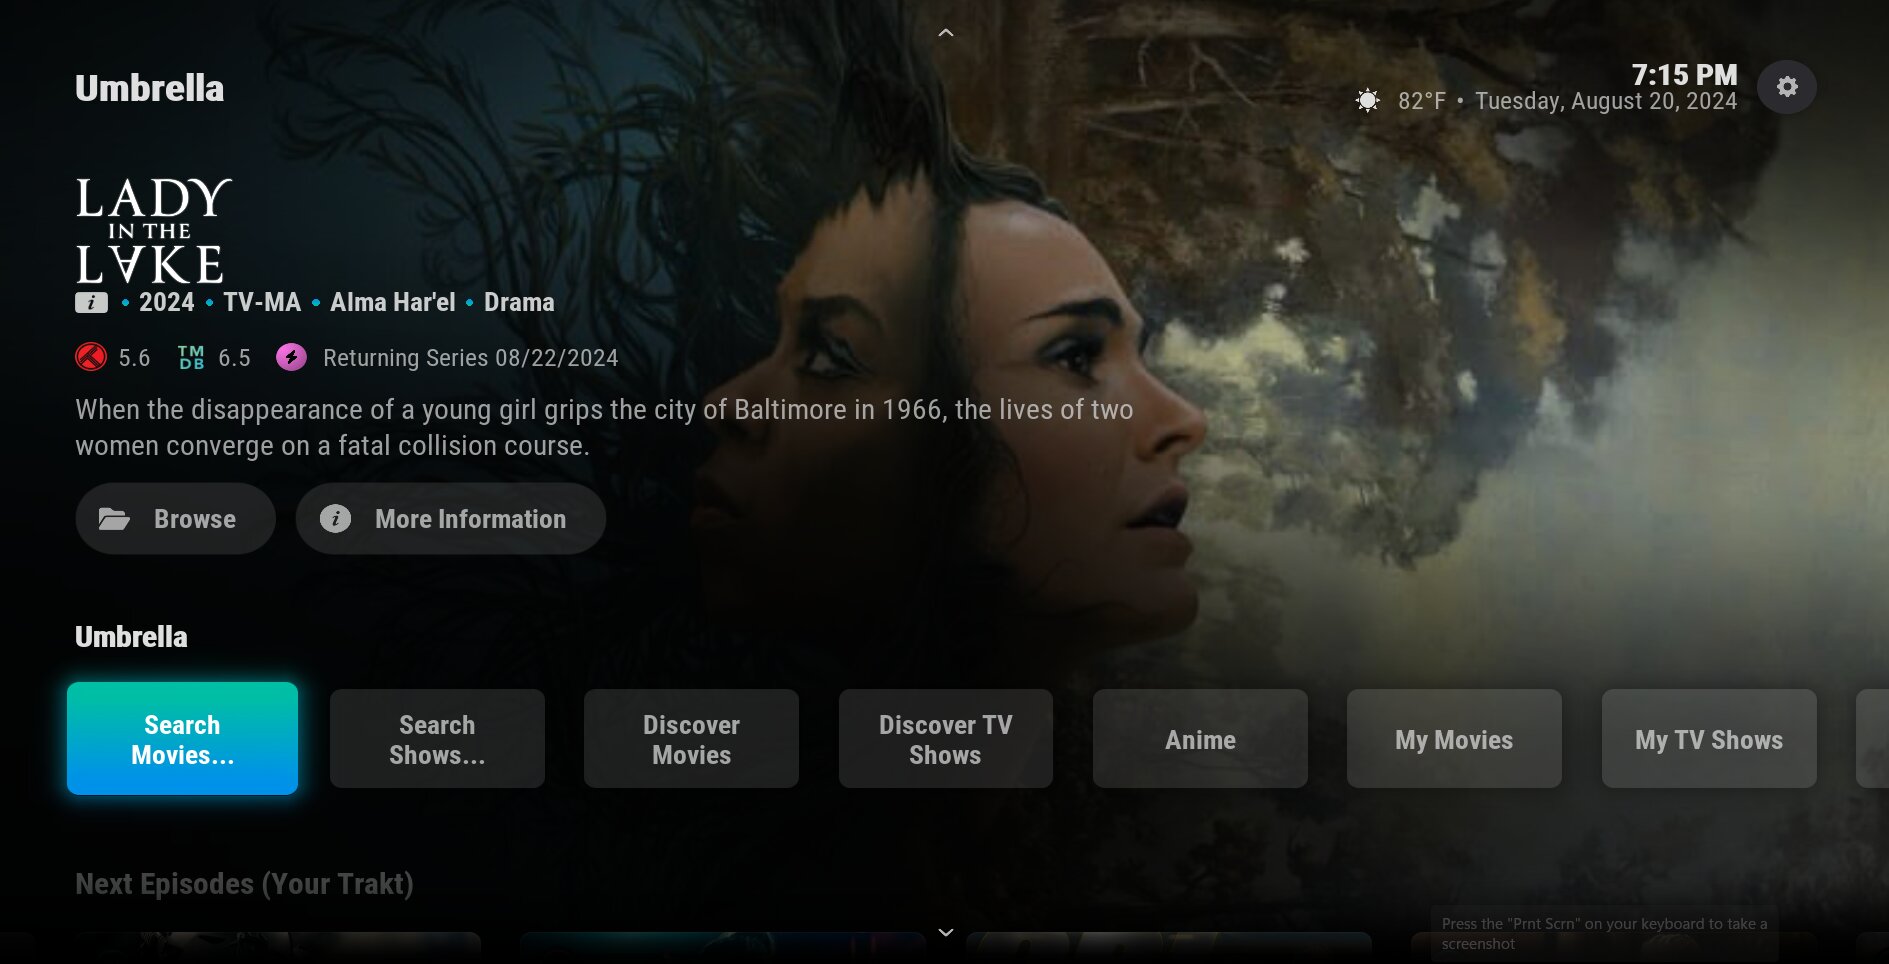 Umbrella
7:15 PM
82°F • Tuesday, August 20, 2024
LADY
IN THE
LAKE
i • 2024 • TV-MA • Alma Har'el • Drama
5.6 TMDB 6.5 Returning Series 08/22/2024
When the disappearance of a young girl grips the city of Baltimore in 1966, the lives of two
women converge on a fatal collision course.
Browse
i More Information
Umbrella
Search
Movies...
Search
Shows...
Discover
Movies
Discover TV
Shows
Anime
My Movies
My TV Shows
Next Episodes (Your Trakt)
Press the "Prnt Scrn" on your keyboard to take a
screenshot